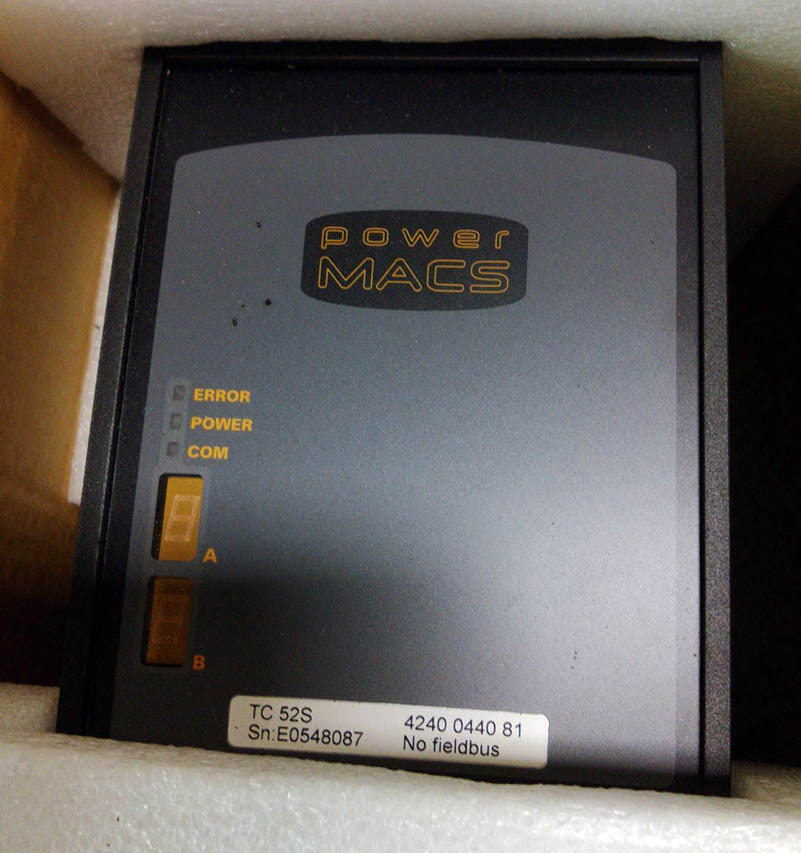 power
MACS
ERROR
POWER
COM
A
B
TC 52S 4240 0440 81
Sn:E0548087 No fieldbus